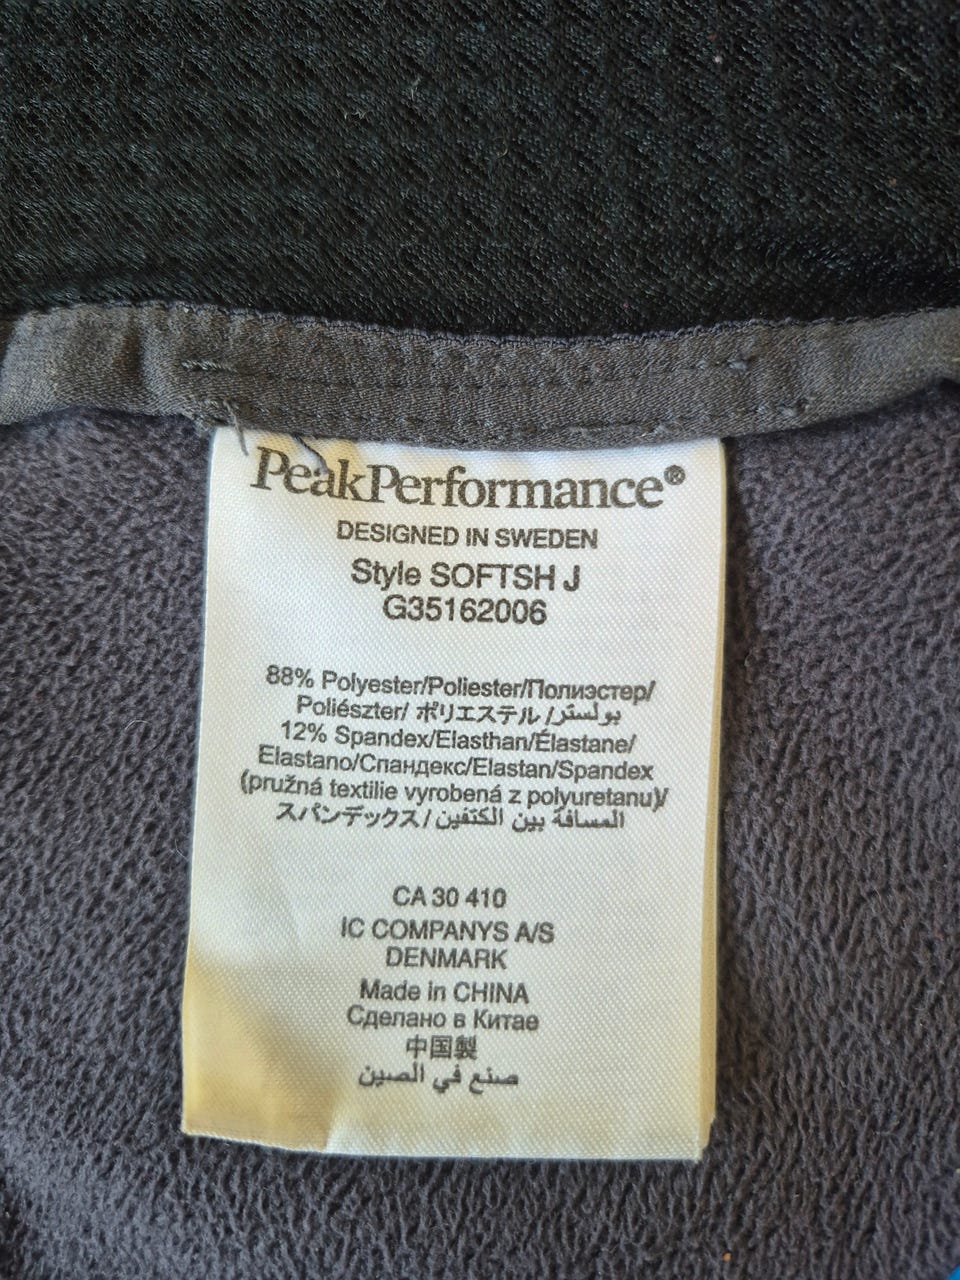 PeakPerformance®
DESIGNED IN SWEDEN
Style SOFTSH J
G35162006
88% Polyester/Poliester/Полиэстер/
Poliészter/ ポリエステル /بولستر
12% Spandex/Elasthan/Élastane/
Elastano/Спандекс/Elastan/Spandex
(pružná textilie vyrobená z polyuretanu)/
スパンデックス/المسافة بين الكتفين
CA 30 410
IC COMPANYS A/S
DENMARK
Made in CHINA
Сделано в Китае
中国製
صنع في الصين